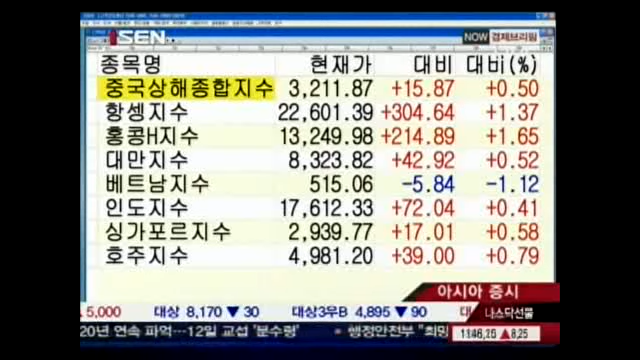 iSEN
NOW 경제브리핑
종목명 현재가 대비 대비(%)
중국상해종합지수 3,211.87 +15.87 +0.50
항셍지수 22,601.39 +304.64 +1.37
홍콩H지수 13,249.98 +214.89 +1.65
대만지수 8,323.82 +42.92 +0.52
베트남지수 515.06 -5.84 -1.12
인도지수 17,612.33 +72.04 +0.41
싱가포르지수 2,939.77 +17.01 +0.58
호주지수 4,981.20 +39.00 +0.79
아시아 증시
5,000 대상 8,170 ▼ 30 대상3우B 4,895 ▼ 90 나스닥선물
20년 연속 파업···12일 교섭 '분수령' • 행정안전부 "희망 1846,25 ▲8,25